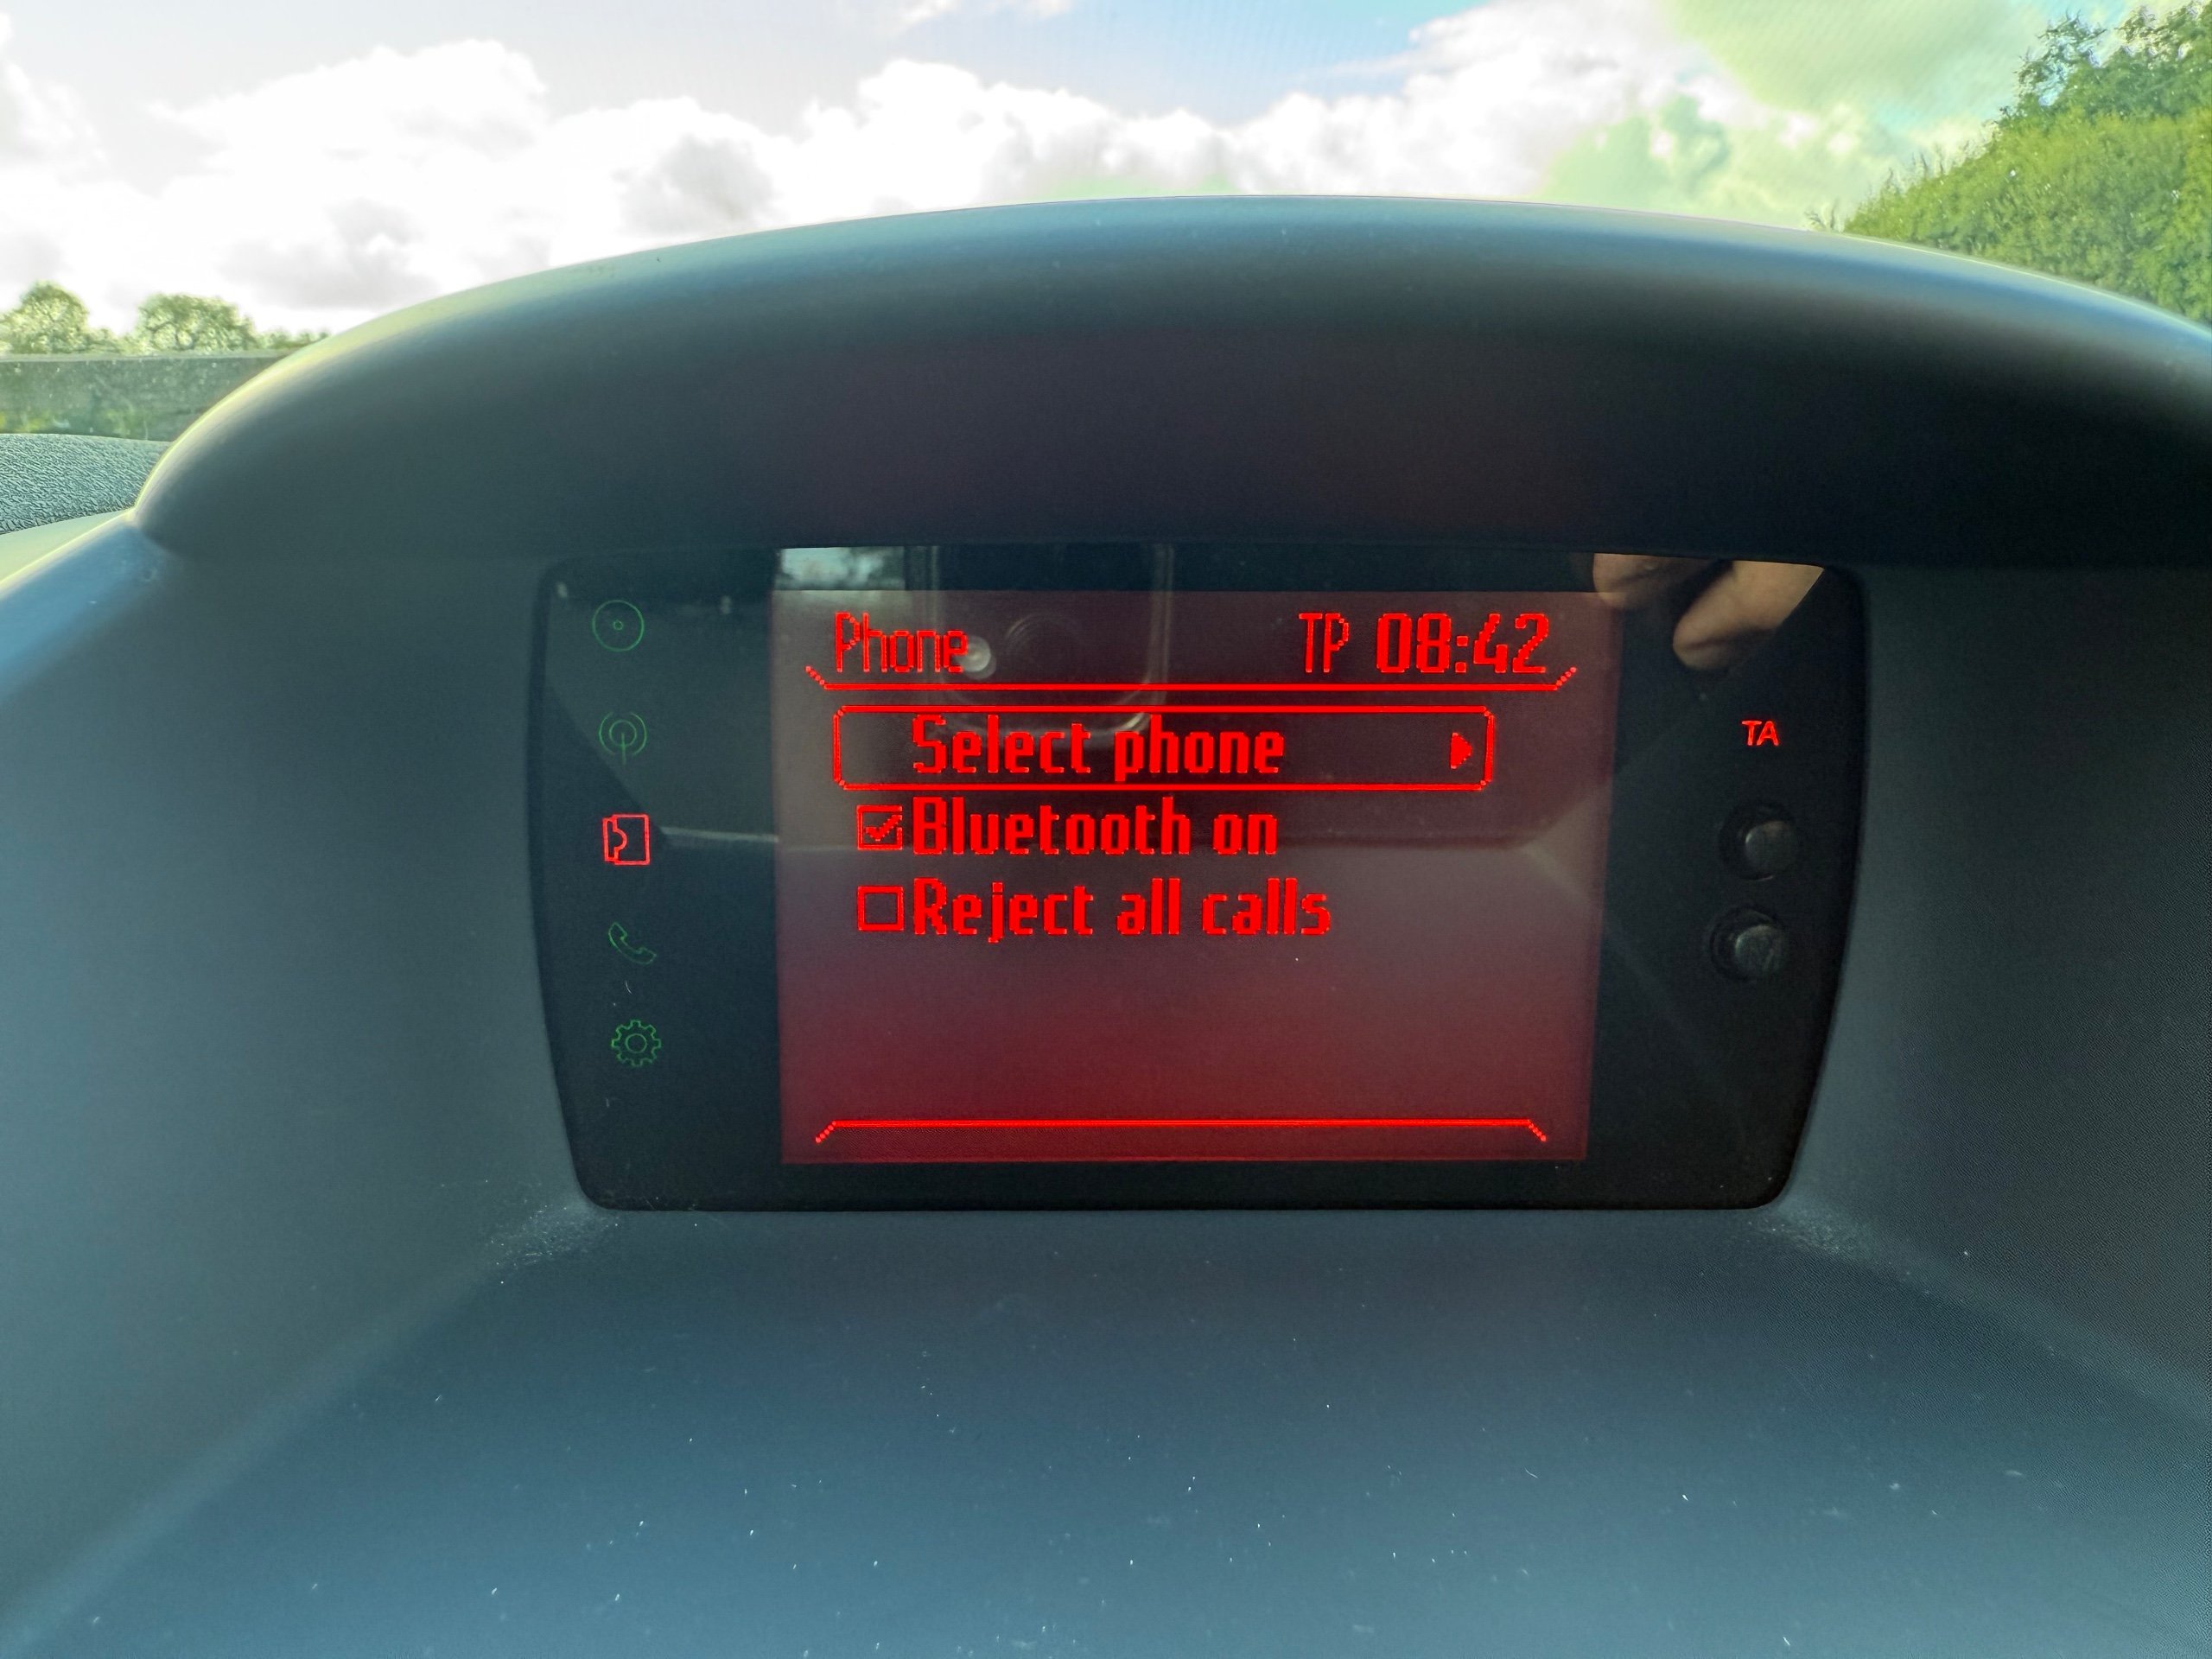 Phone TP 08:42
TA
Select phone
Bluetooth on
Reject all calls